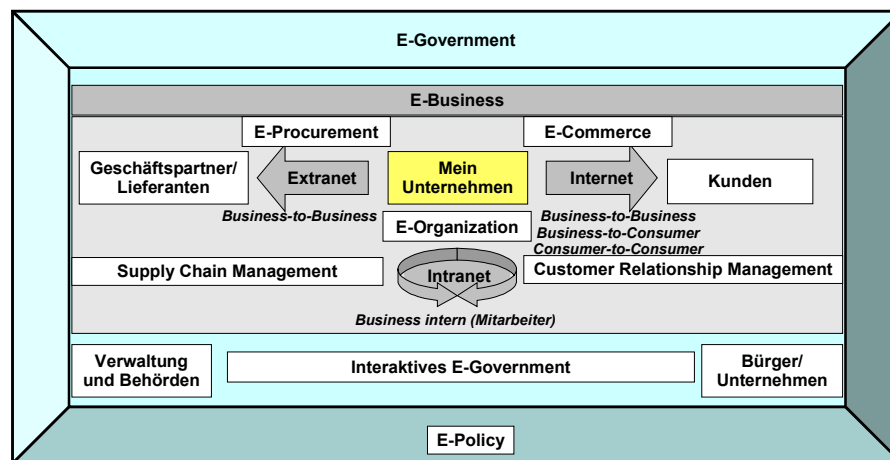 E-Government
E-Business
E-Procurement
E-Commerce
Geschäftspartner/
Lieferanten
Extranet
Mein
Unternehmen
Internet
Kunden
Business-to-Business
E-Organization
Business-to-Business
Business-to-Consumer
Consumer-to-Consumer
Supply Chain Management
Intranet
Customer Relationship Management
Business intern (Mitarbeiter)
Verwaltung
und Behörden
Interaktives E-Government
Bürger/
Unternehmen
E-Policy